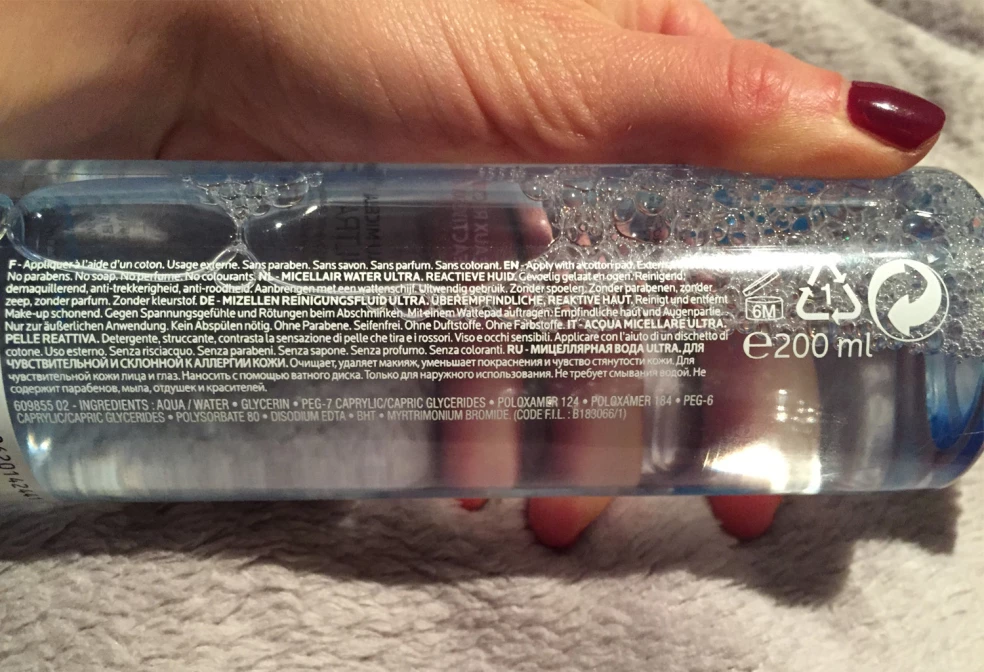 F - Appliquer à l'aide d'un coton. Usage externe. Sans paraben. Sans savon. Sans parfum. Sans colorant. EN - Apply with a cotton pad. External
No parabens. No soap. No perfume. No colourants. NL - MICELLAIR WATER ULTRA. REACTIEVE HUID. Gevoelig gelaat en ogen. Reinigend,
demaquillerend, anti-trekkerigheid, anti-roodheid. Aanbrengen met een wattenschijf. Uitwendig gebruik. Zonder spoelen. Zonder parabenen, zonder
zeep, zonder parfum. Zonder kleurstof. DE - MIZELLEN REINIGUNGSFLUID ULTRA. ÜBEREMPFINDLICHE, REAKTIVE HAUT. Reinigt und entfernt
Make-up schonend. Gegen Spannungsgefühle und Rötungen beim Abschminken. Mit einem Wattepad auftragen. Empfindliche haut und Augenpartie.
Nur zur äußerlichen Anwendung. Kein Abspülen nötig. Ohne Parabene. Seifenfrei. Ohne Duftstoffe. Ohne Farbstoffe. IT - ACQUA MICELLARE ULTRA.
PELLE REATTIVA. Detergente, struccante, contrasta la sensazione di pelle che tira e i rossori. Viso e occhi sensibili. Applicare con l'aiuto di un dischetto di
cotone. Uso esterno. Senza risciacquo. Senza parabeni. Senza sapone. Senza profumo. Senza coloranti. RU - МИЦЕЛЛЯРНАЯ ВОДА ULTRA, ДЛЯ
ЧУВСТВИТЕЛЬНОЙ И СКЛОННОЙ К АЛЛЕРГИИ КОЖИ. Очищает, удаляет макияж, уменьшает покраснения и чувство стянутости кожи. Для
чувствительной кожи лица и глаз. Наносить с помощью ватного диска. Только для наружного использования. Не требует смывания водой. Не
содержит парабенов, мыла, отдушек и красителей.
609855 02 - INGREDIENTS : AQUA / WATER • GLYCERIN • PEG-7 CAPRYLIC/CAPRIC GLYCERIDES • POLOXAMER 124 • POLOXAMER 184 • PEG-6
CAPRYLIC/CAPRIC GLYCERIDES • POLYSORBATE 80 • DISODIUM EDTA • BHT • MYRTRIMONIUM BROMIDE. (CODE F.I.L. : B183066/1)
6M
1
℮200 ml